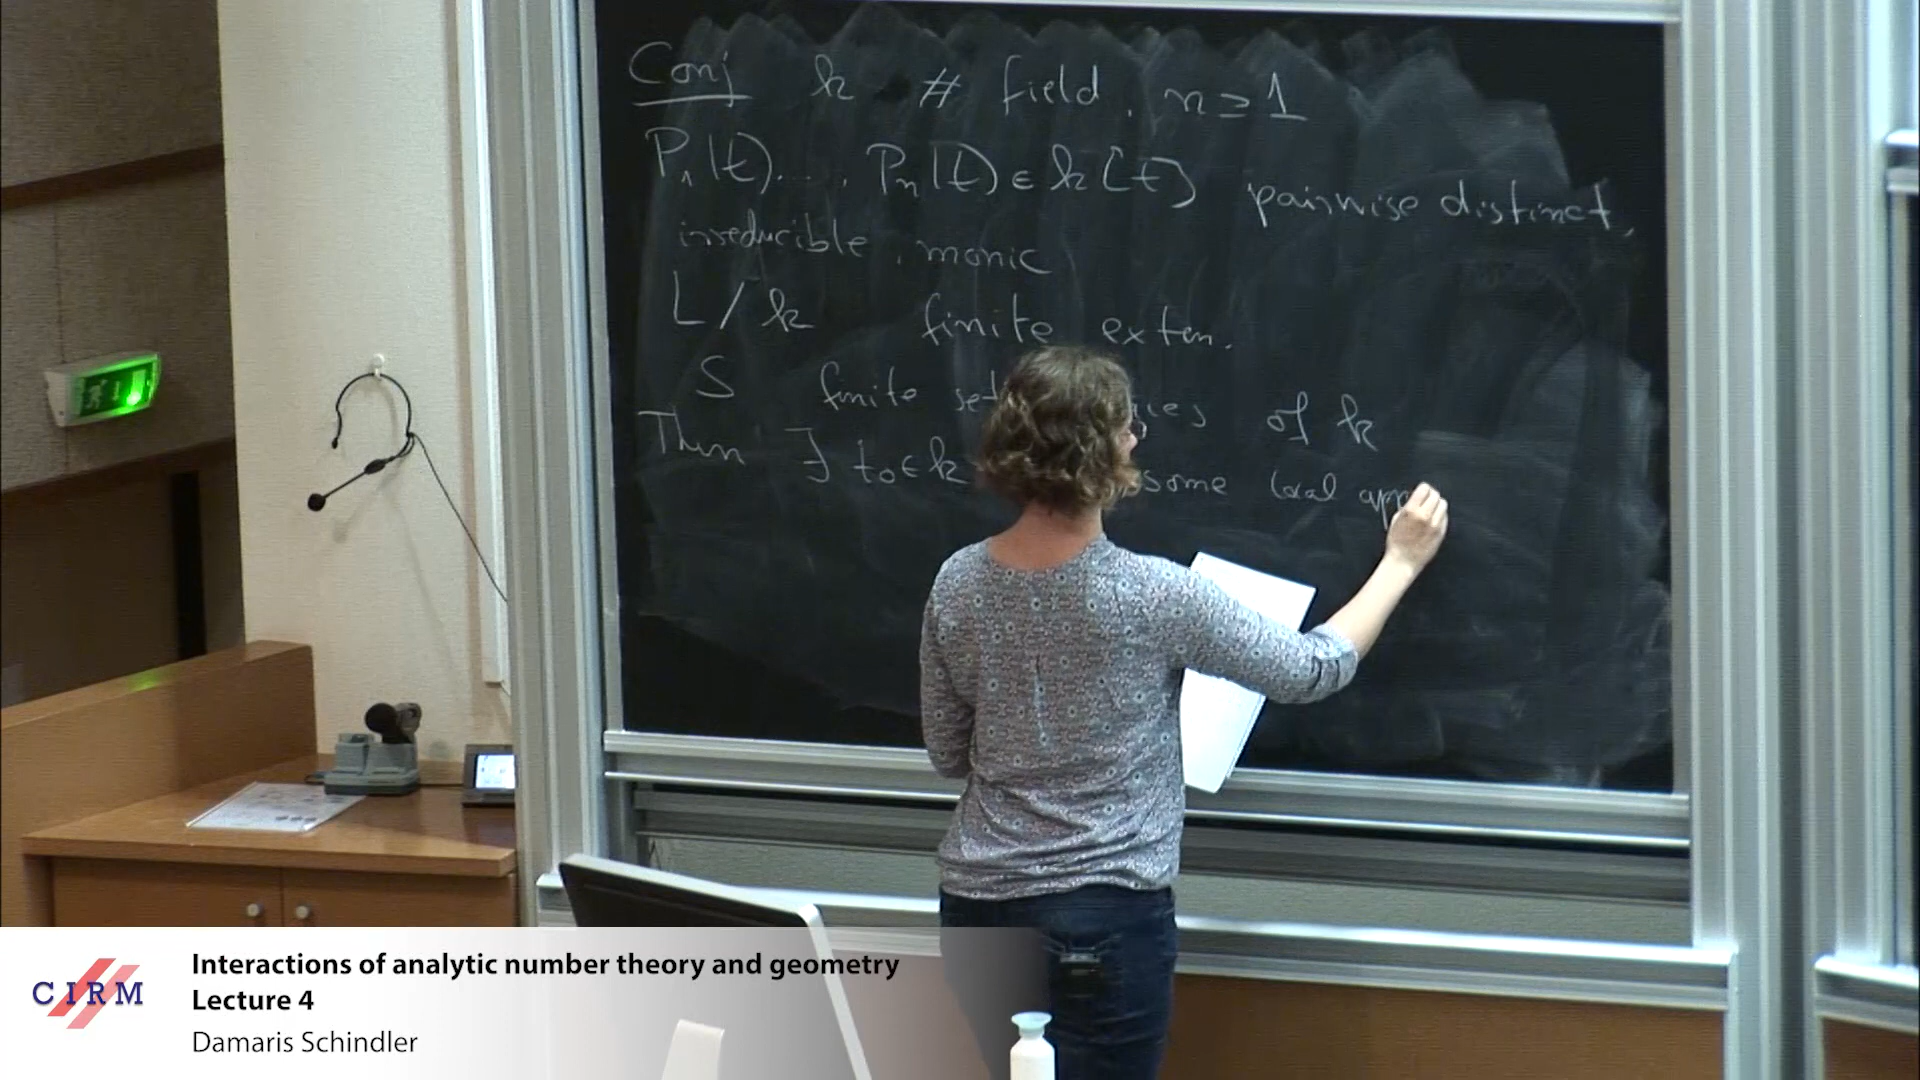 Conj k # field, n ≥ 1
P₁(t)..., Pₙ(t) ∈ k[t] pairwise distinct,
irreducible, monic
L/k finite exten.
S finite set of k
Then ∃ t₀ ∈ k some local
CIRM
Interactions of analytic number theory and geometry
Lecture 4
Damaris Schindler